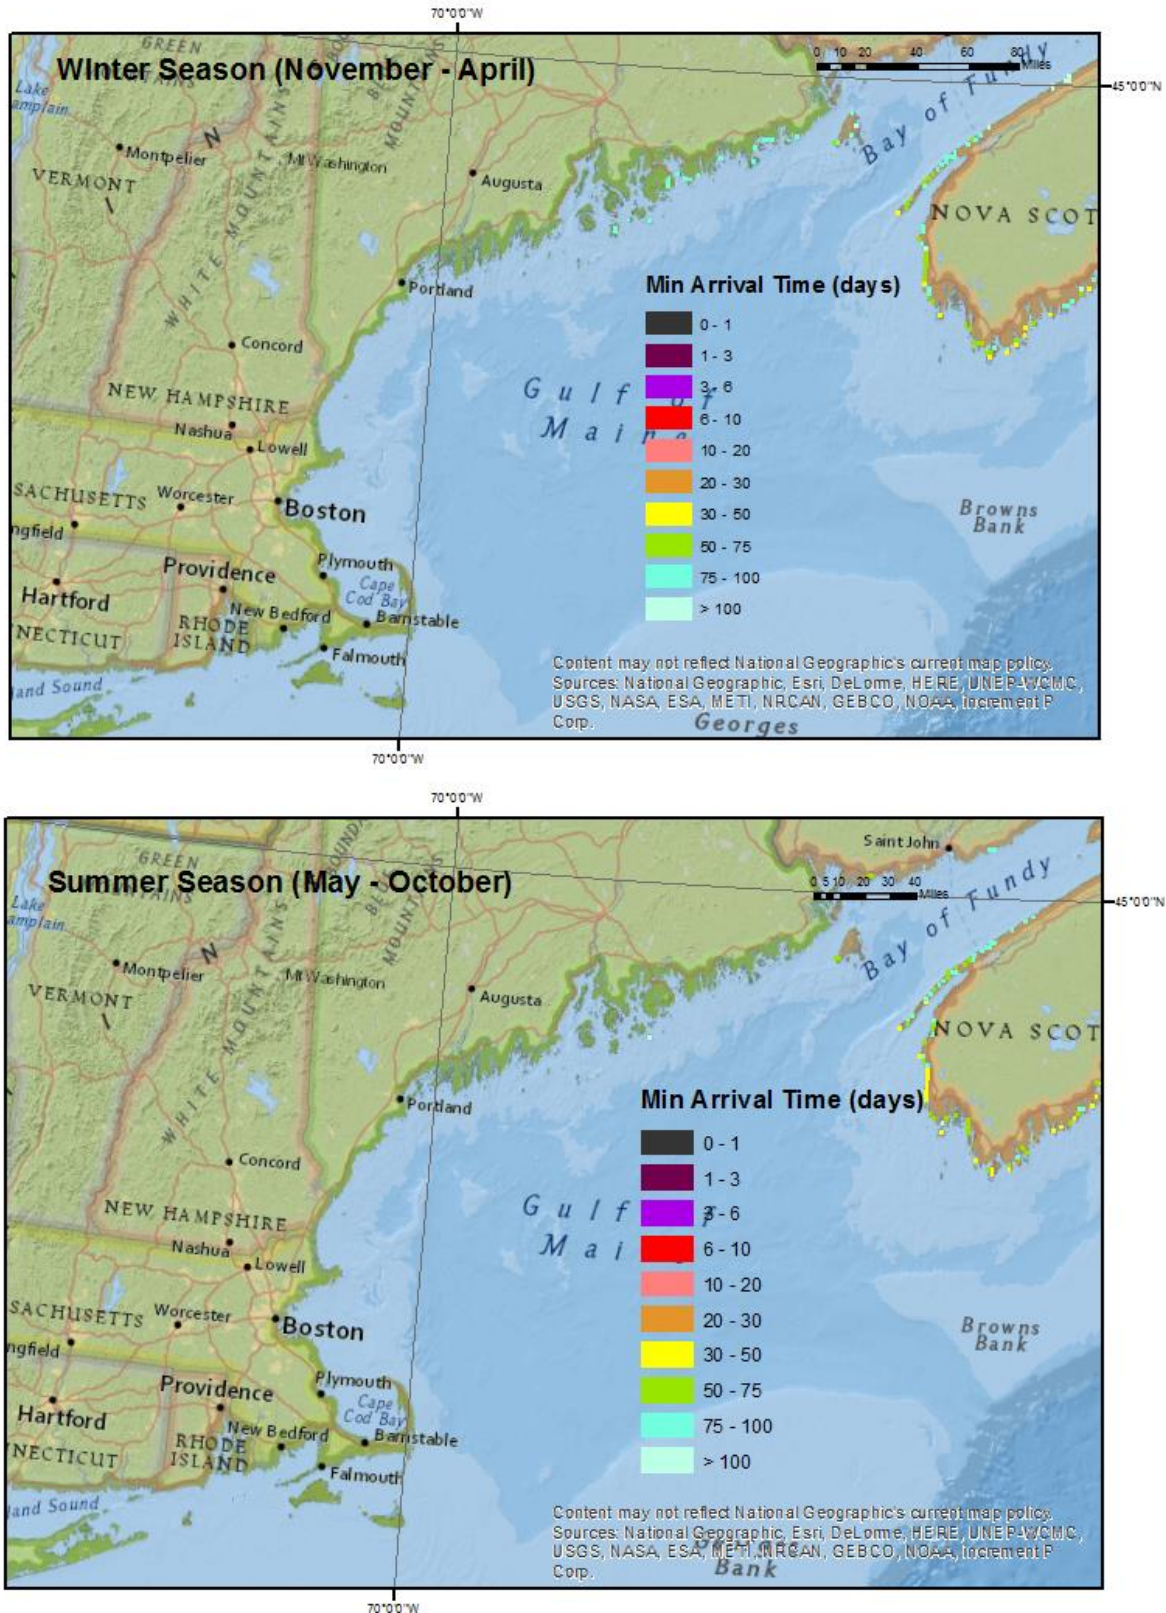 70°0'0"W
Winter Season (November - April)
GREEN
MOUNTAINS
0 10 20 40 60 80
Miles
45°0'0"N
Bay of Fundy
Lake
amplain
N
Montpelier
Mt Washington
VERMONT
WHITE MOUNTAINS
Augusta
NOVA SCOT
Min Arrival Time (days)
Portland
0 - 1
Concord
1 - 3
Gulf of
Maine
3 - 6
NEW HAMPSHIRE
6 - 10
Nashua
Lowell
10 - 20
20 - 30
SACHUSETTS
Worcester
Boston
30 - 50
Browns
Bank
ngfield
50 - 75
Providence
Plymouth
Cape
Cod Bay
75 - 100
Hartford
New Bedford
Barnstable
> 100
NECTICUT
RHODE
ISLAND
Falmouth
and Sound
Content may not reflect National Geographic's current map policy.
Sources: National Geographic, Esri, DeLorme, HERE, UNEP-WCMC,
USGS, NASA, ESA, METI, NRCAN, GEBCO, NOAA, increment P
Corp.
Georges
70°0'0"W
70°0'0"W
Saint John
GREEN
Summer Season (May - October)
0 5 10 20 30 40
Miles
45°0'0"N
Bay of Fundy
Lake
amplain
N
MOUNTAINS
Montpelier
Mt Washington
VERMONT
WHITE MOUNTAINS
Augusta
NOVA SCOT
Min Arrival Time (days)
Portland
0 - 1
Concord
1 - 3
Gulf
Mai
3 - 6
NEW HAMPSHIRE
6 - 10
Nashua
Lowell
10 - 20
20 - 30
SACHUSETTS
Worcester
Boston
30 - 50
Browns
Bank
ngfield
50 - 75
Providence
Plymouth
Cape
Cod Bay
75 - 100
Hartford
New Bedford
Barnstable
> 100
NECTICUT
RHODE
ISLAND
Falmouth
and Sound
Content may not reflect National Geographic's current map policy.
Sources: National Geographic, Esri, DeLorme, HERE, UNEP-WCMC,
USGS, NASA, ESA, METI, NRCAN, GEBCO, NOAA, increment P
Corp.
Bank
70°0'0"W